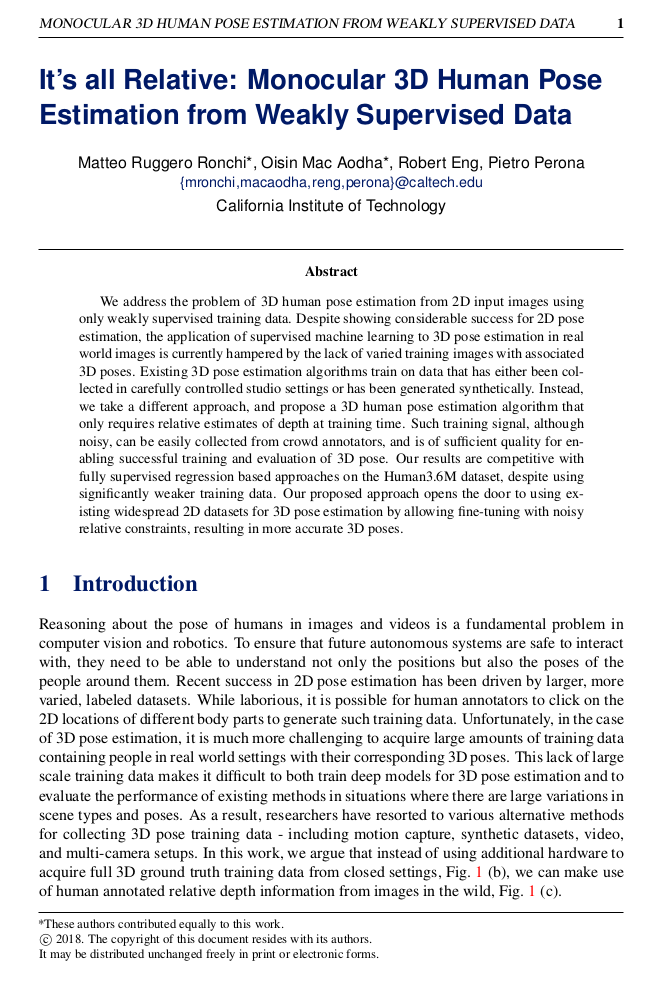 MONOCULAR 3D HUMAN POSE ESTIMATION FROM WEAKLY SUPERVISED DATA 1
It's all Relative: Monocular 3D Human Pose
Estimation from Weakly Supervised Data
Matteo Ruggero Ronchi*, Oisin Mac Aodha*, Robert Eng, Pietro Perona
{mronchi,macaodha,reng,perona}@caltech.edu
California Institute of Technology
Abstract
We address the problem of 3D human pose estimation from 2D input images using
only weakly supervised training data. Despite showing considerable success for 2D pose
estimation, the application of supervised machine learning to 3D pose estimation in real
world images is currently hampered by the lack of varied training images with associated
3D poses. Existing 3D pose estimation algorithms train on data that has either been col-
lected in carefully controlled studio settings or has been generated synthetically. Instead,
we take a different approach, and propose a 3D human pose estimation algorithm that
only requires relative estimates of depth at training time. Such training signal, although
noisy, can be easily collected from crowd annotators, and is of sufficient quality for en-
abling successful training and evaluation of 3D pose. Our results are competitive with
fully supervised regression based approaches on the Human3.6M dataset, despite using
significantly weaker training data. Our proposed approach opens the door to using ex-
isting widespread 2D datasets for 3D pose estimation by allowing fine-tuning with noisy
relative constraints, resulting in more accurate 3D poses.
1 Introduction
Reasoning about the pose of humans in images and videos is a fundamental problem in
computer vision and robotics. To ensure that future autonomous systems are safe to interact
with, they need to be able to understand not only the positions but also the poses of the
people around them. Recent success in 2D pose estimation has been driven by larger, more
varied, labeled datasets. While laborious, it is possible for human annotators to click on the
2D locations of different body parts to generate such training data. Unfortunately, in the case
of 3D pose estimation, it is much more challenging to acquire large amounts of training data
containing people in real world settings with their corresponding 3D poses. This lack of large
scale training data makes it difficult to both train deep models for 3D pose estimation and to
evaluate the performance of existing methods in situations where there are large variations in
scene types and poses. As a result, researchers have resorted to various alternative methods
for collecting 3D pose training data - including motion capture, synthetic datasets, video,
and multi-camera setups. In this work, we argue that instead of using additional hardware to
acquire full 3D ground truth training data from closed settings, Fig. 1 (b), we can make use
of human annotated relative depth information from images in the wild, Fig. 1 (c).
*These authors contributed equally to this work.
© 2018. The copyright of this document resides with its authors.
It may be distributed unchanged freely in print or electronic forms.